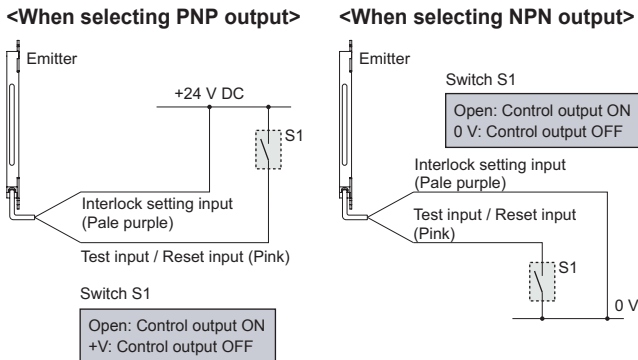 <When selecting PNP output>
Emitter
+24 V DC
S1
Interlock setting input
(Pale purple)
Test input / Reset input (Pink)
Switch S1
Open: Control output ON
+V: Control output OFF
<When selecting NPN output>
Emitter
Switch S1
Open: Control output ON
0 V: Control output OFF
Interlock setting input
(Pale purple)
Test input / Reset input
(Pink)
S1
0 V